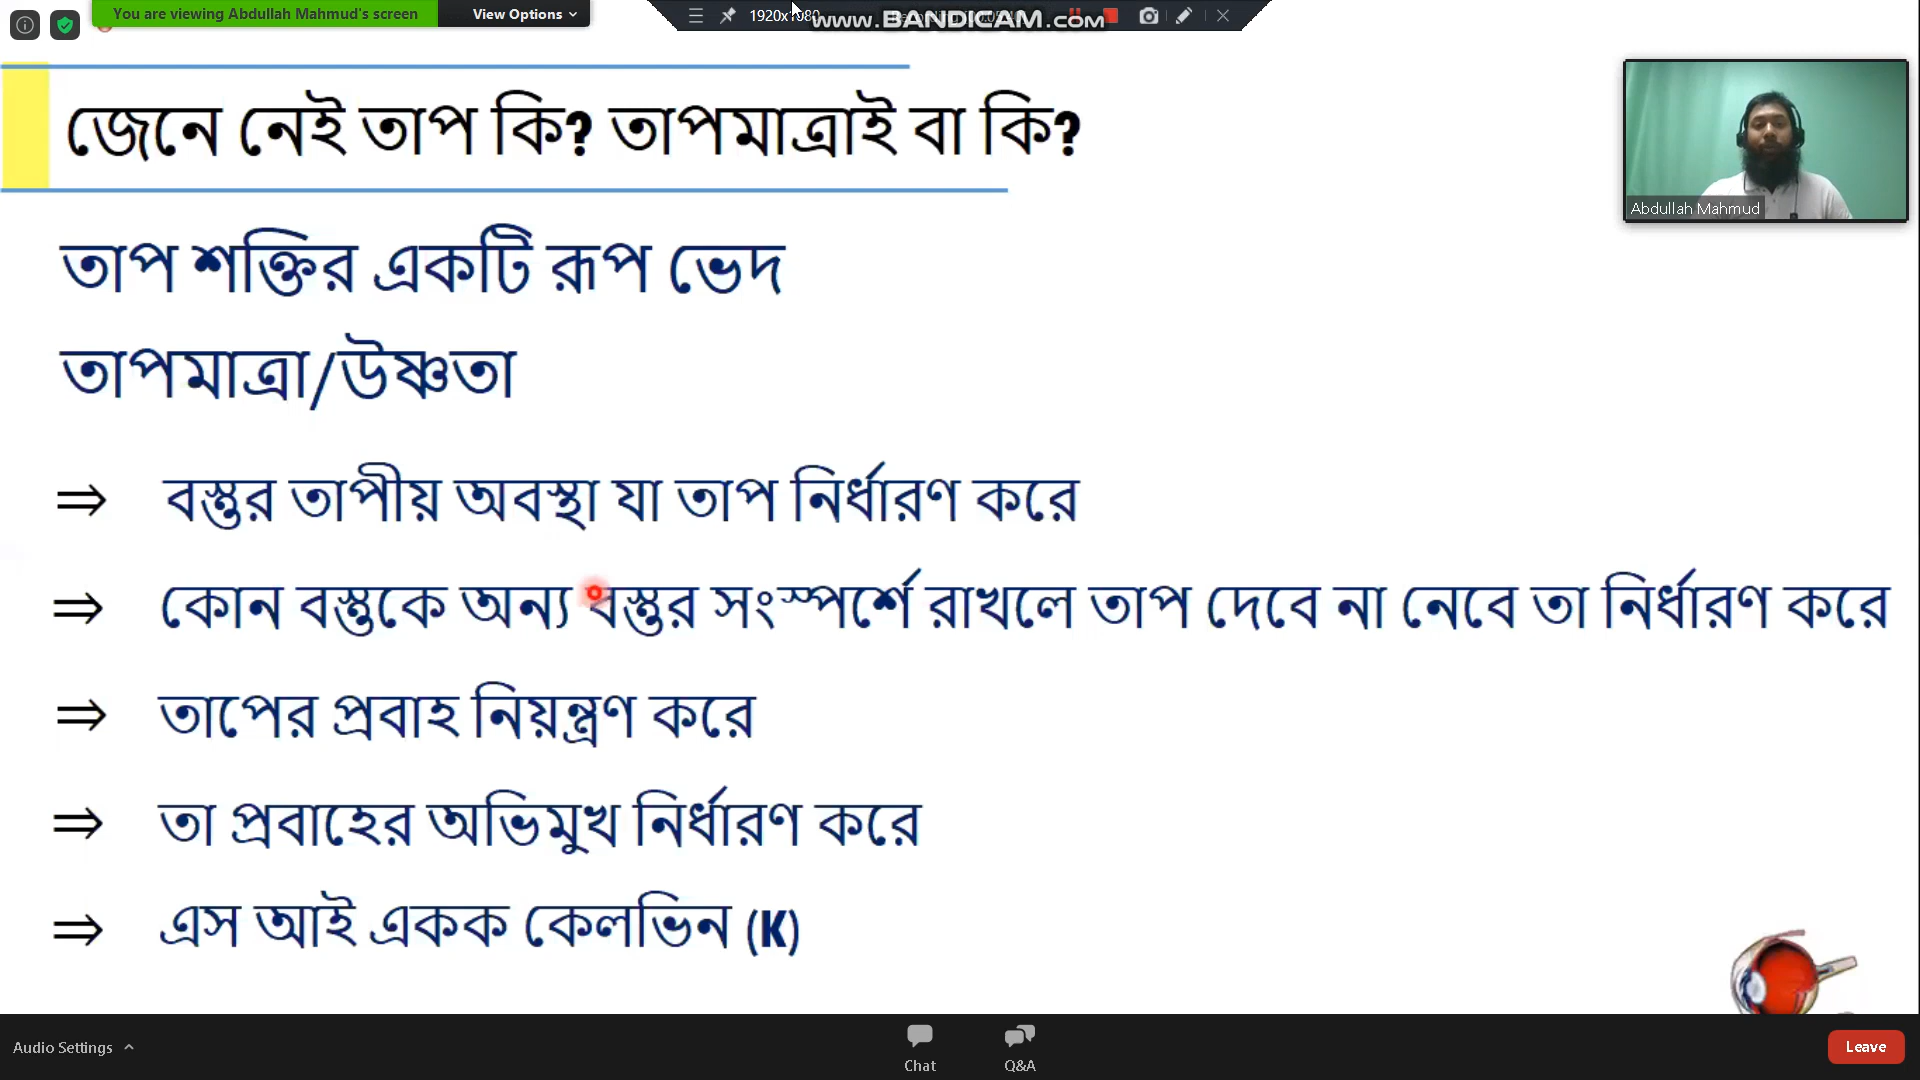 You are viewing Abdullah Mahmud's screen
View Options
1920x1080
www.BANDICAM.com
জেনে নেই তাপ কি? তাপমাত্রাই বা কি?
Abdullah Mahmud
তাপ শক্তির একটি রূপ ভেদ
তাপমাত্রা/উষ্ণতা
⇒ বস্তুর তাপীয় অবস্থা যা তাপ নির্ধারণ করে
⇒ কোন বস্তুকে অন্য বস্তুর সংস্পর্শে রাখলে তাপ দেবে না নেবে তা নির্ধারণ করে
⇒ তাপের প্রবাহ নিয়ন্ত্রণ করে
⇒ তা প্রবাহের অভিমুখ নির্ধারণ করে
⇒ এস আই একক কেলভিন (K)
Audio Settings
Chat
Q&A
Leave